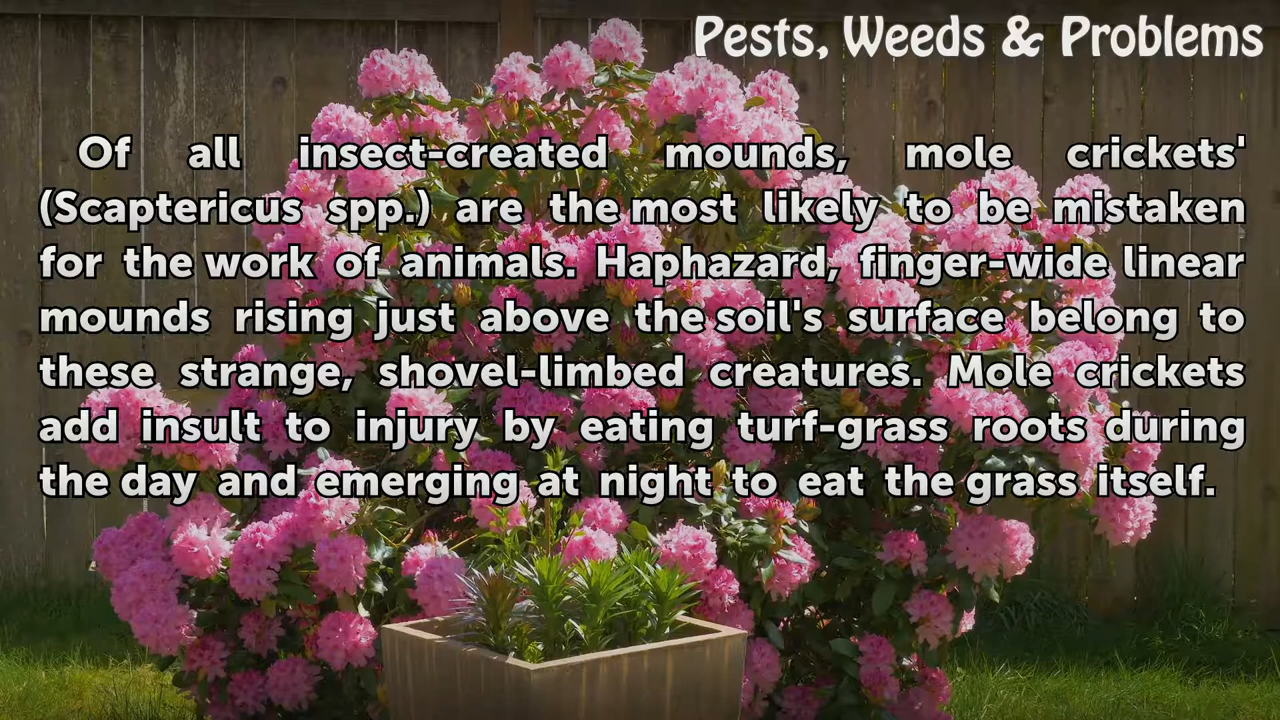 Pests, Weeds & Problems
Of all insect-created mounds, mole crickets'
(Scaptericus spp.) are the most likely to be mistaken
for the work of animals. Haphazard, finger-wide linear
mounds rising just above the soil's surface belong to
these strange, shovel-limbed creatures. Mole crickets
add insult to injury by eating turf-grass roots during
the day and emerging at night to eat the grass itself.